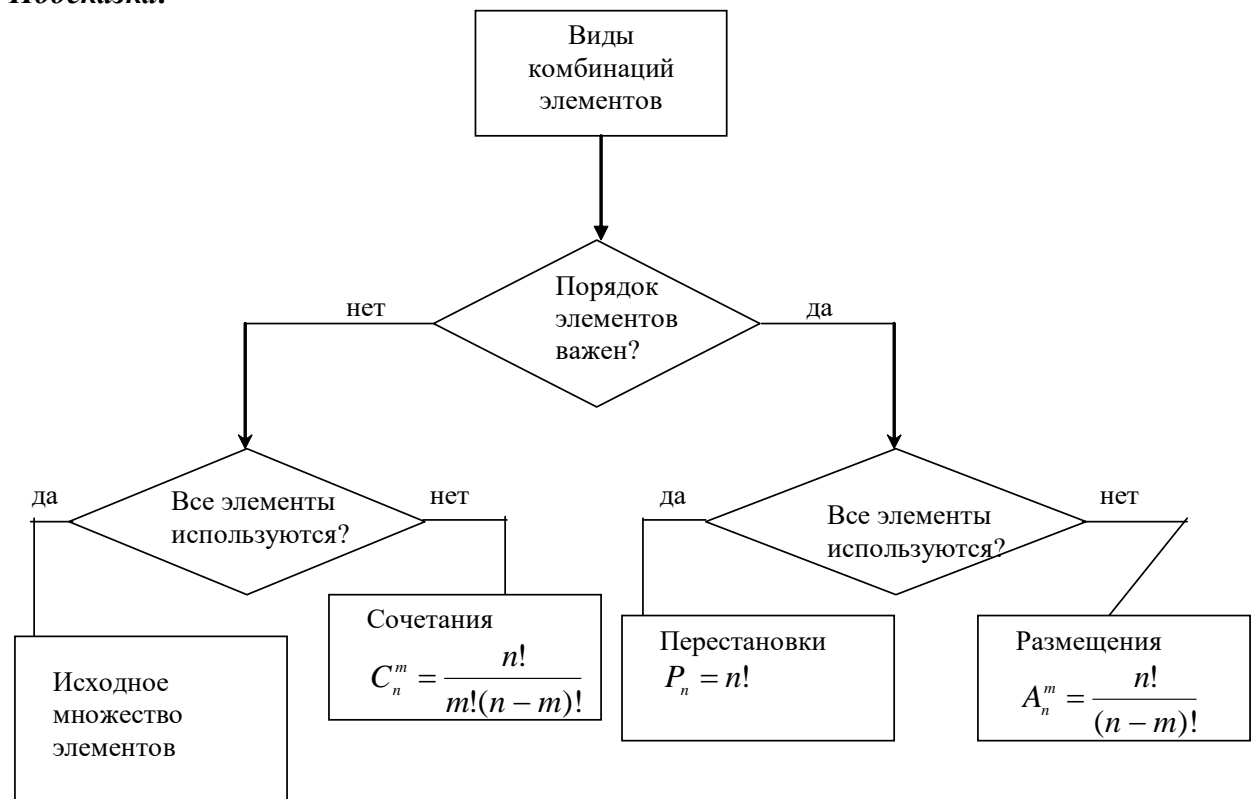 Виды
комбинаций
элементов
Порядок
элементов
важен?
нет
да
да
Все элементы
используются?
нет
да
Все элементы
используются?
нет
Исходное
множество
элементов
Сочетания
C_n^m = n! / m!(n − m)!
Перестановки
P_n = n!
Размещения
A_n^m = n! / (n − m)!